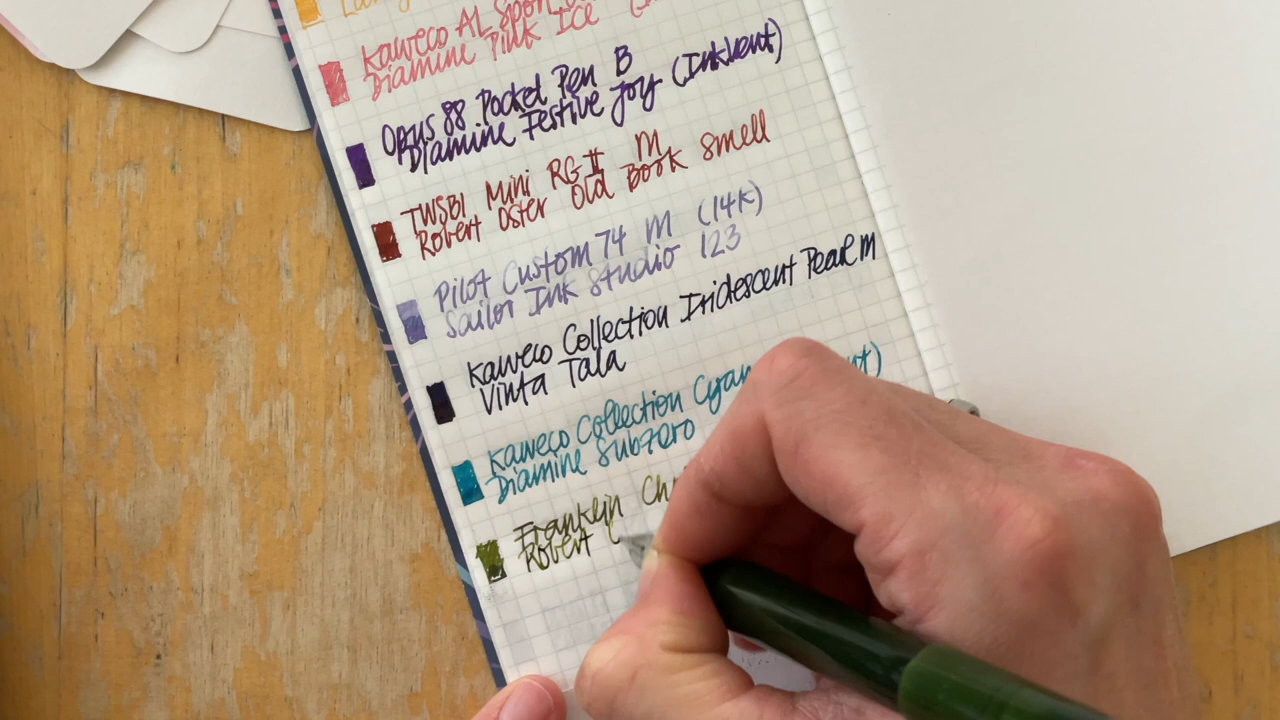 Kaweco AL Sport
Diamine Pink Ice
Opus 88 Pocket Pen B
Diamine Festive Joy (Inkvent)
TWSBI Mini RG II M
Robert Oster Old Book Smell
Pilot Custom 74 M (14K)
Sailor Ink Studio 123
Kaweco Collection Iridescent Pearl M
Vinta Tala
Kaweco Collection Cyan
Diamine Subzero
Franklin Ch
Robert